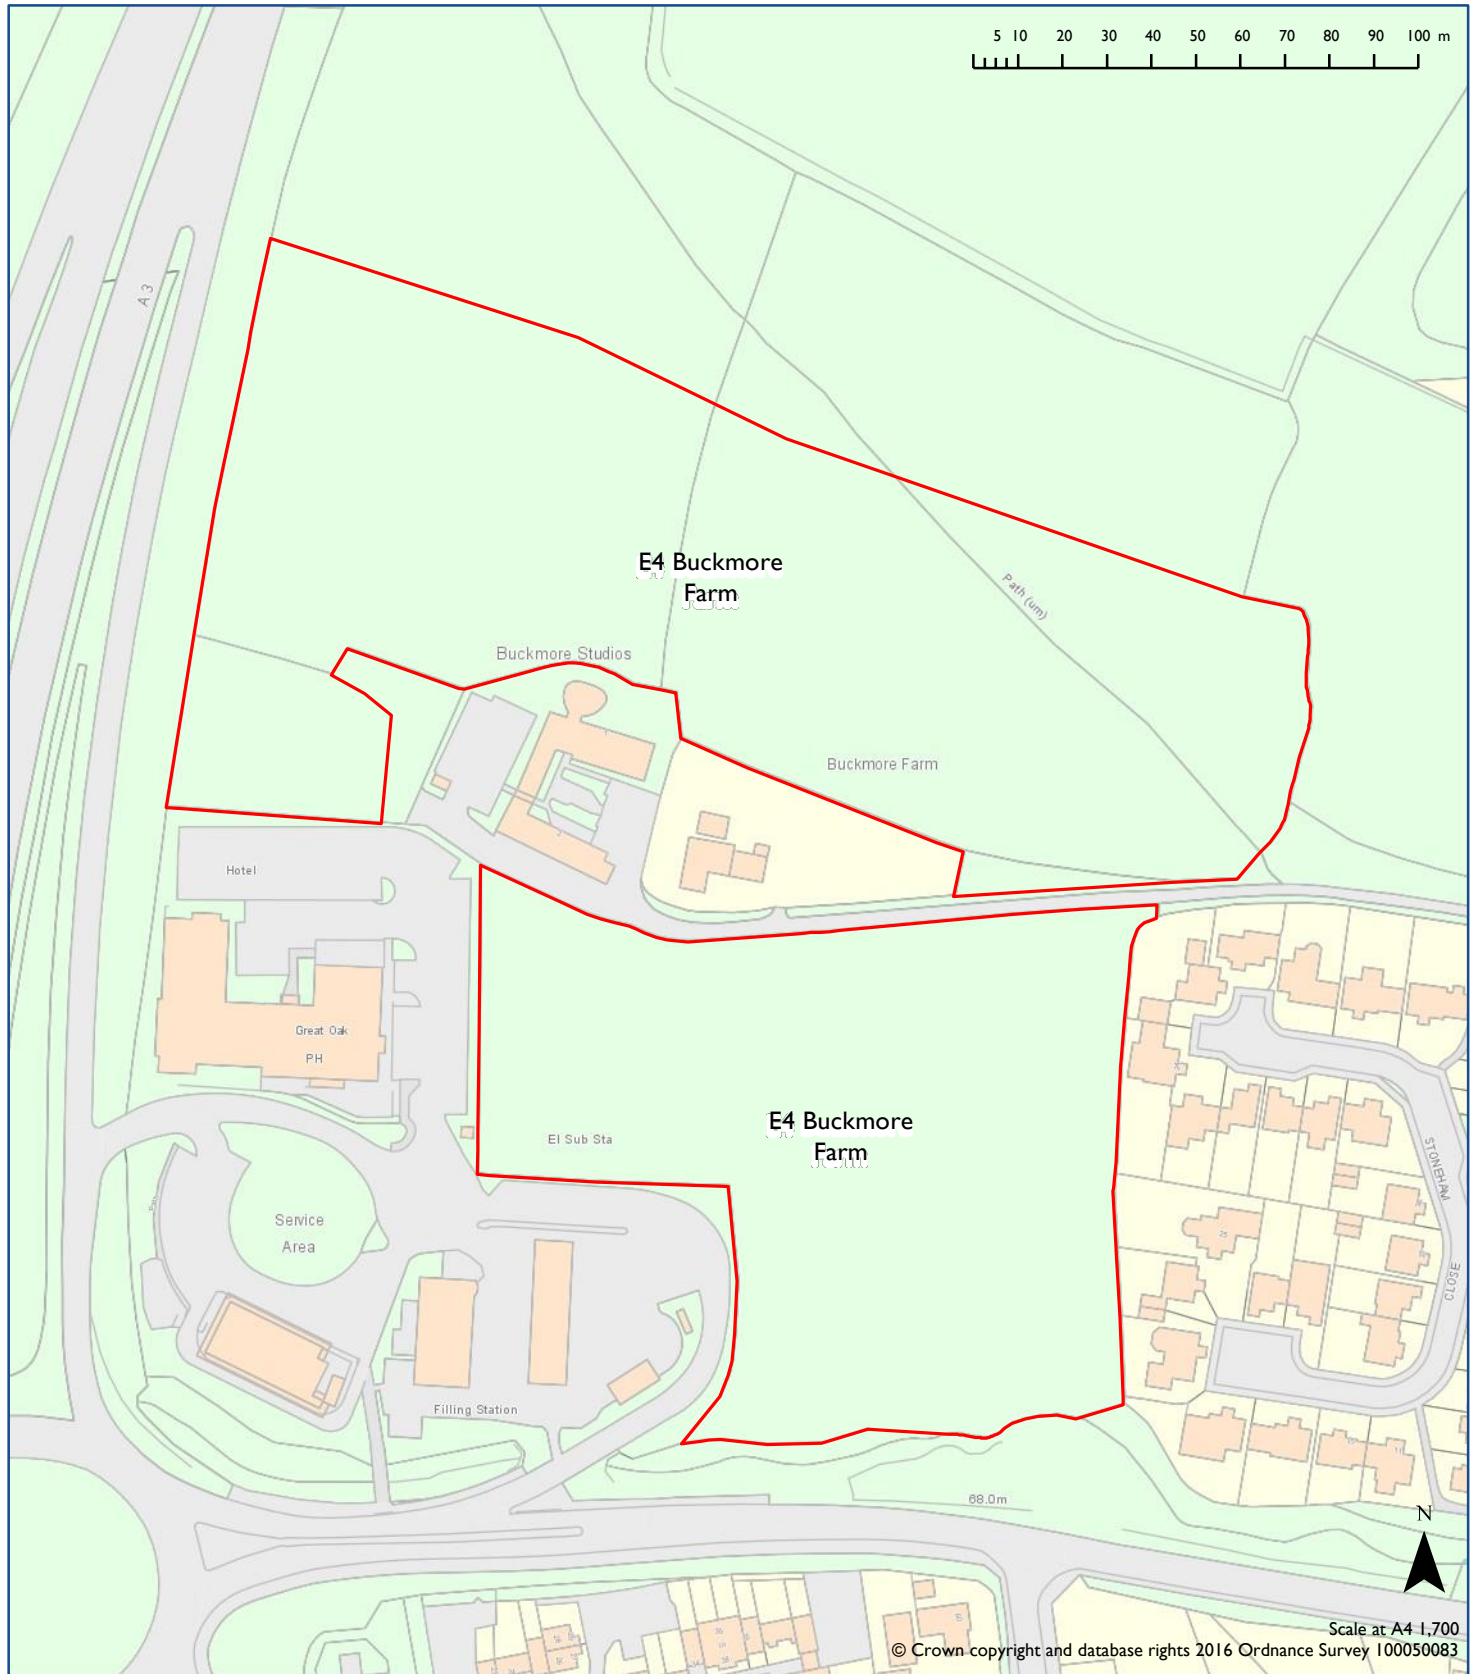 5 10 20 30 40 50 60 70 80 90 100 m
A 3
E4 Buckmore
Farm
Path (um)
Buckmore Studios
Buckmore Farm
Hotel
Great Oak
PH
E4 Buckmore
Farm
El Sub Sta
STONEHAM
CLOSE
Service
Area
25
Filling Station
68.0m
N
Scale at A4 1,700
© Crown copyright and database rights 2016 Ordnance Survey 100050083